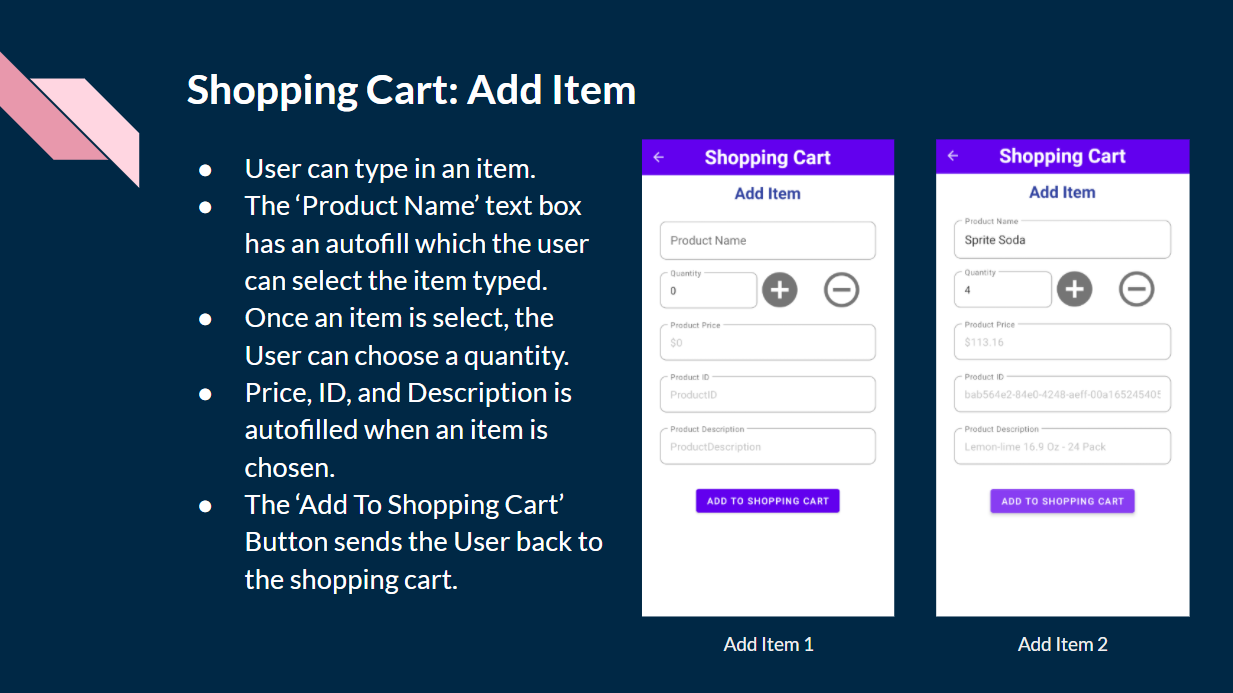 Shopping Cart: Add Item
● User can type in an item.
● The ‘Product Name’ text box
has an autofill which the user
can select the item typed.
● Once an item is select, the
User can choose a quantity.
● Price, ID, and Description is
autofilled when an item is
chosen.
● The ‘Add To Shopping Cart’
Button sends the User back to
the shopping cart.
Shopping Cart
Add Item
Product Name
Quantity
0
Product Price
$0
Product ID
ProductID
Product Description
ProductDescription
ADD TO SHOPPING CART
Add Item 1
Shopping Cart
Add Item
Product Name
Sprite Soda
Quantity
4
Product Price
$113.16
Product ID
bab564e2-84e0-4248-aeff-00a165245405
Product Description
Lemon-lime 16.9 Oz - 24 Pack
ADD TO SHOPPING CART
Add Item 2